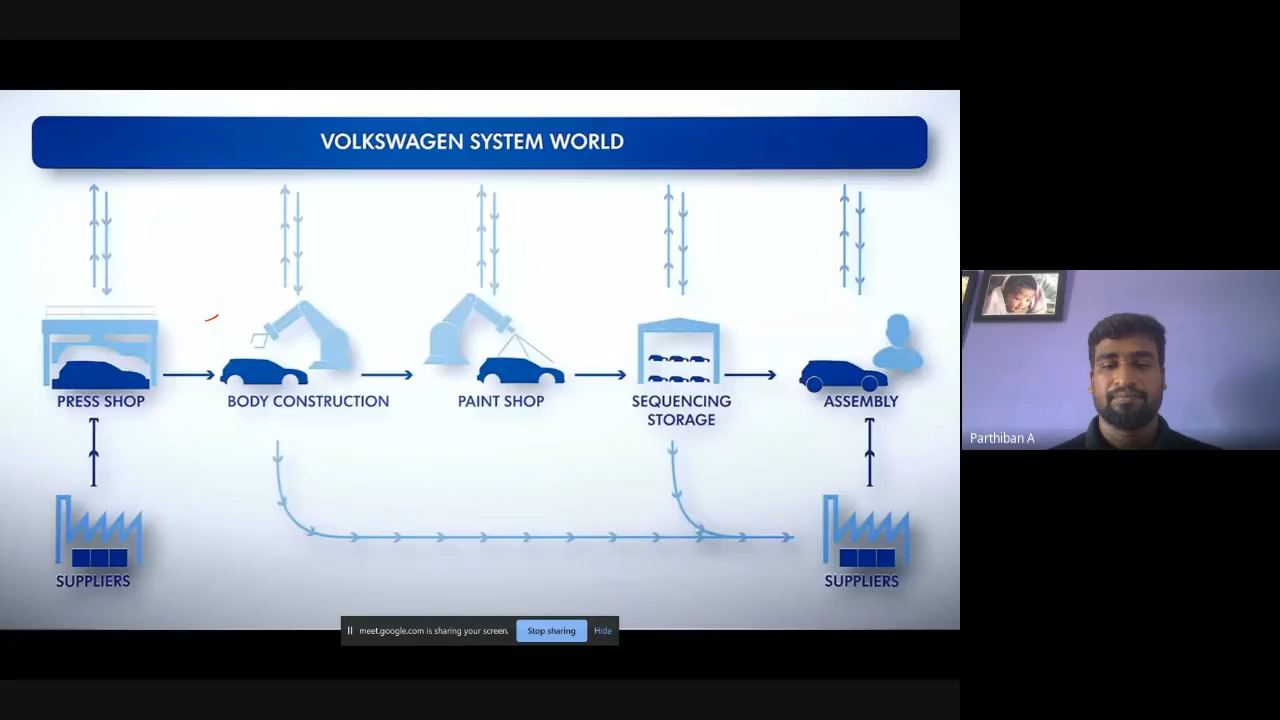 VOLKSWAGEN SYSTEM WORLD
PRESS SHOP
BODY CONSTRUCTION
PAINT SHOP
SEQUENCING
STORAGE
ASSEMBLY
Parthiban A
SUPPLIERS
SUPPLIERS
meet.google.com is sharing your screen.
Stop sharing
Hide